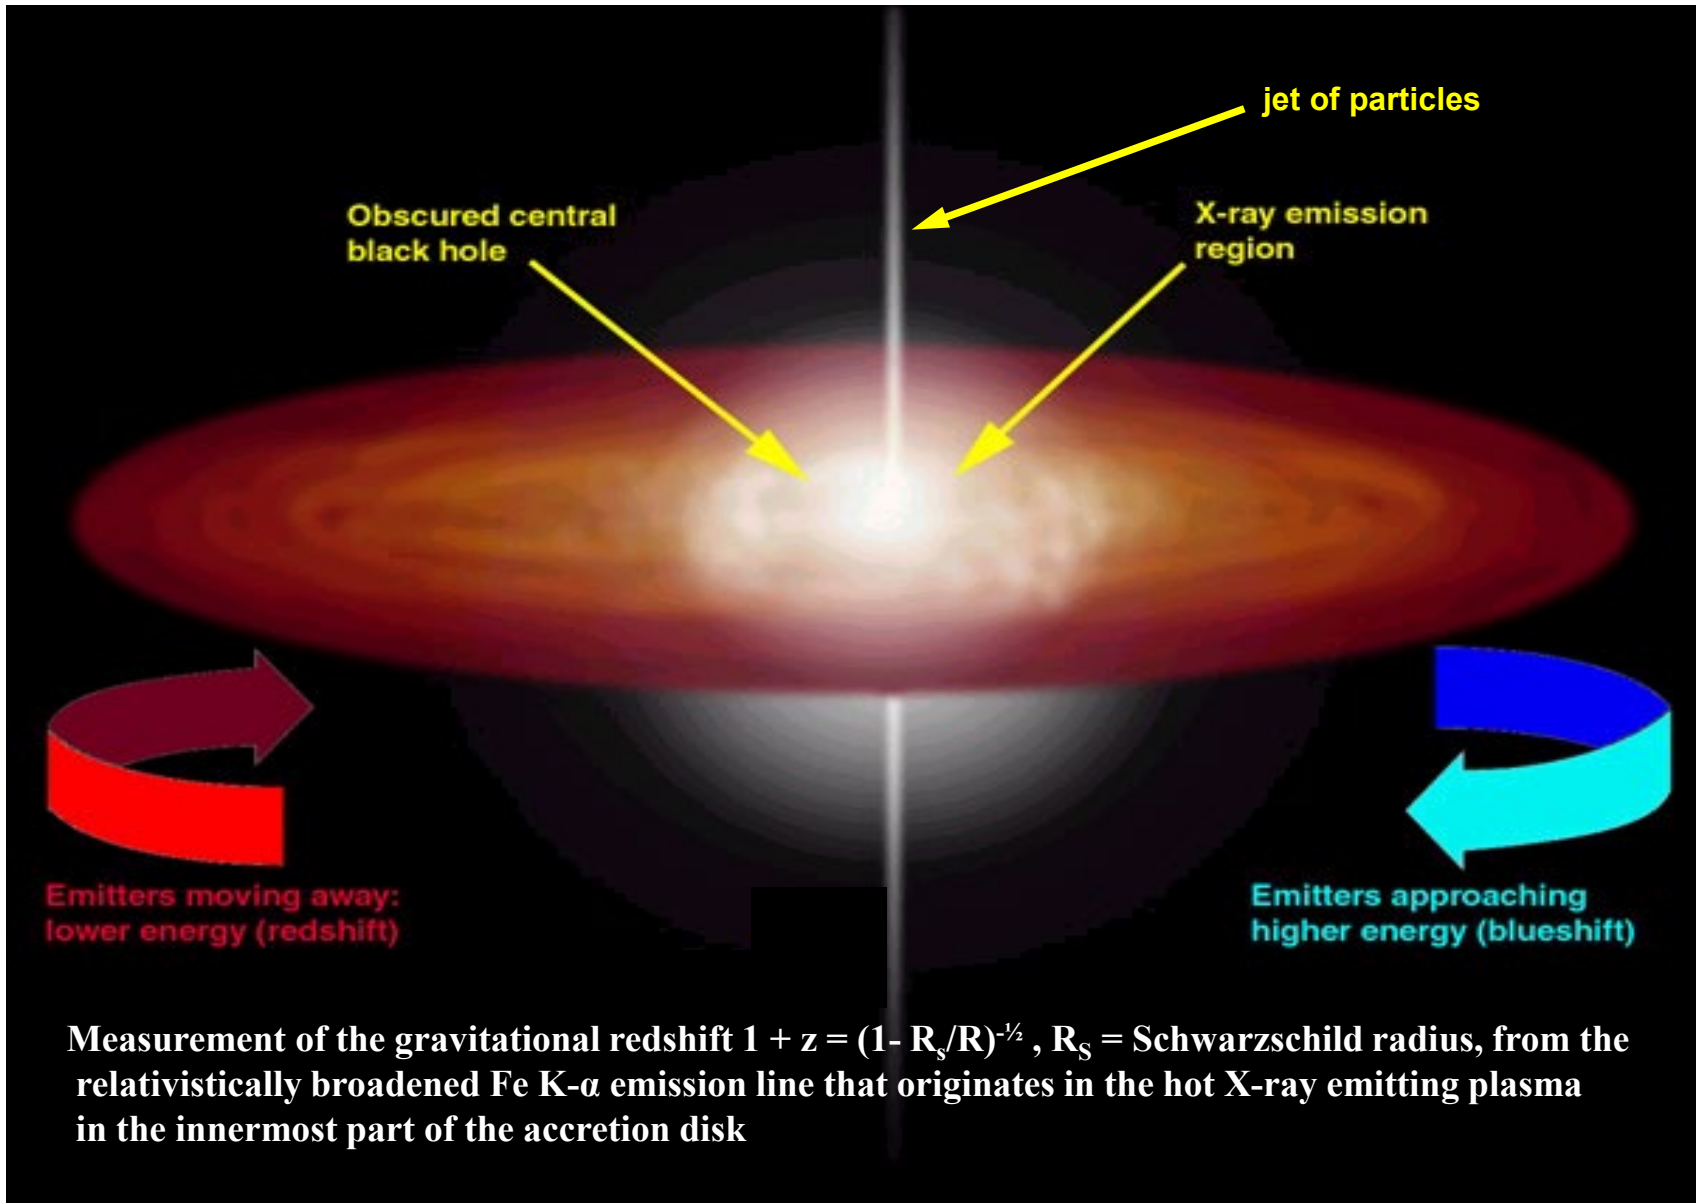 jet of particles
Obscured central
black hole
X-ray emission
region
Emitters moving away:
lower energy (redshift)
Emitters approaching
higher energy (blueshift)
Measurement of the gravitational redshift 1 + z = (1- Rₛ/R)⁻½ , R_S = Schwarzschild radius, from the
relativistically broadened Fe K-α emission line that originates in the hot X-ray emitting plasma
in the innermost part of the accretion disk